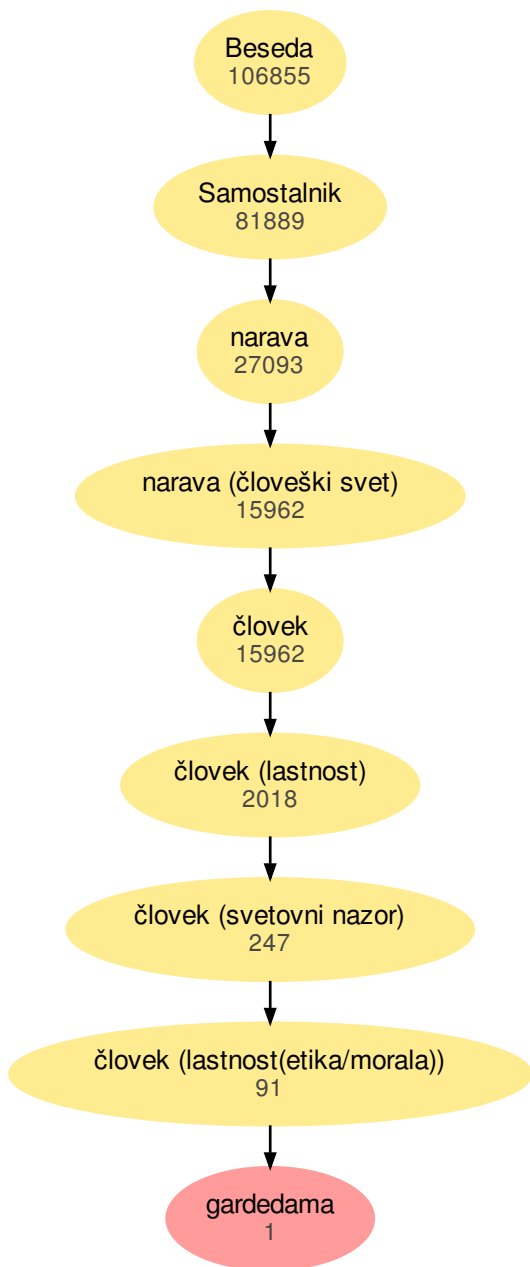 Beseda
106855
Samostalnik
81889
narava
27093
narava (človeški svet)
15962
človek
15962
človek (lastnost)
2018
človek (svetovni nazor)
247
človek (lastnost(etika/morala))
91
gardedama
1